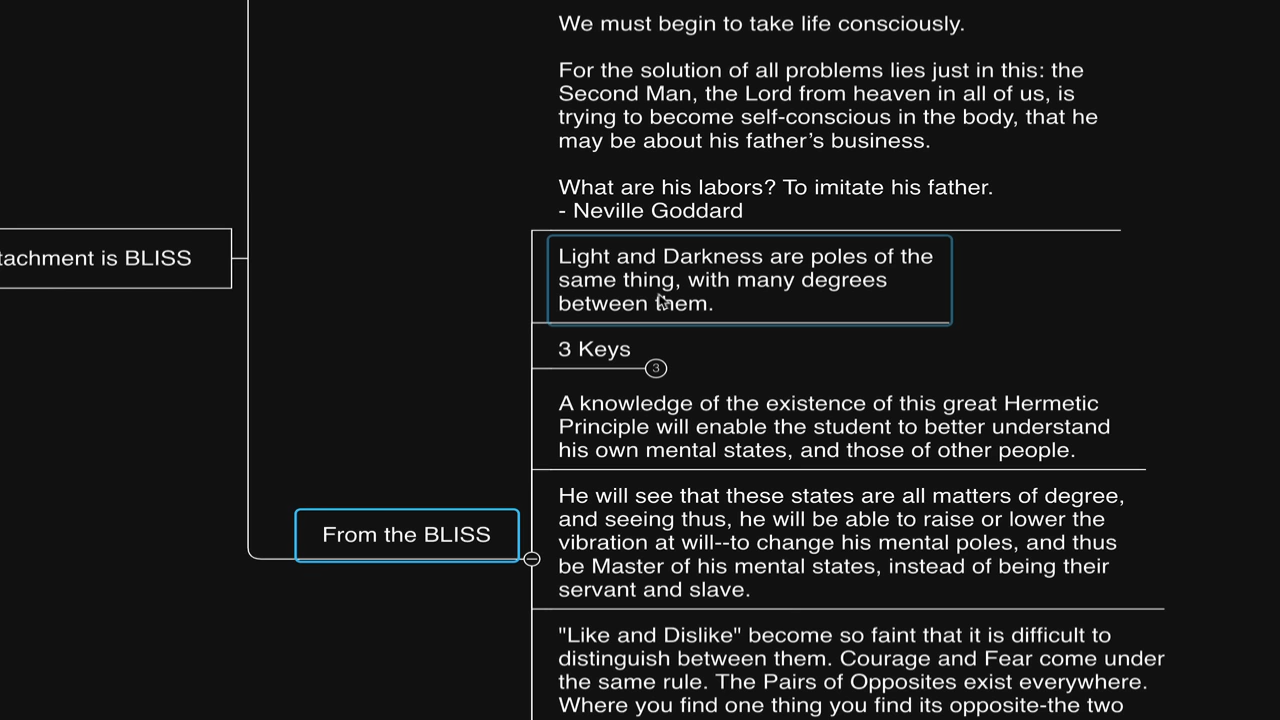 We must begin to take life consciously.
For the solution of all problems lies just in this: the
Second Man, the Lord from heaven in all of us, is
trying to become self-conscious in the body, that he
may be about his father’s business.
What are his labors? To imitate his father.
- Neville Goddard
tachment is BLISS
Light and Darkness are poles of the
same thing, with many degrees
between them.
3 Keys
3
A knowledge of the existence of this great Hermetic
Principle will enable the student to better understand
his own mental states, and those of other people.
From the BLISS
He will see that these states are all matters of degree,
and seeing thus, he will be able to raise or lower the
vibration at will--to change his mental poles, and thus
be Master of his mental states, instead of being their
servant and slave.
"Like and Dislike" become so faint that it is difficult to
distinguish between them. Courage and Fear come under
the same rule. The Pairs of Opposites exist everywhere.
Where you find one thing you find its opposite-the two